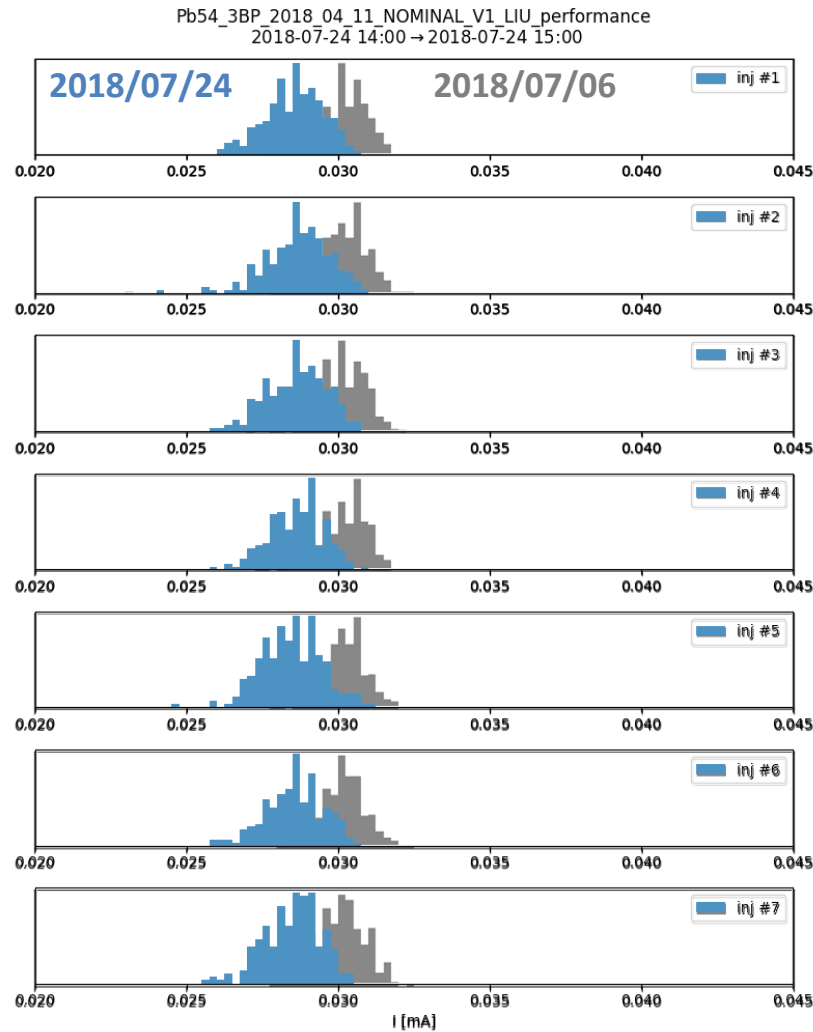 Pb54_3BP_2018_04_11_NOMINAL_V1_LIU_performance
2018-07-24 14:00→2018-07-24 15:00
2018/07/24 2018/07/06 inj #1
0.020 0.025 0.030 0.035 0.040 0.045
inj #2
0.020 0.025 0.030 0.035 0.040 0.045
inj #3
0.020 0.025 0.030 0.035 0.040 0.045
inj #4
0.020 0.025 0.030 0.035 0.040 0.045
inj #5
0.020 0.025 0.030 0.035 0.040 0.045
inj #6
0.020 0.025 0.030 0.035 0.040 0.045
inj #7
0.020 0.025 0.030 0.035 0.040 0.045
I [mA]